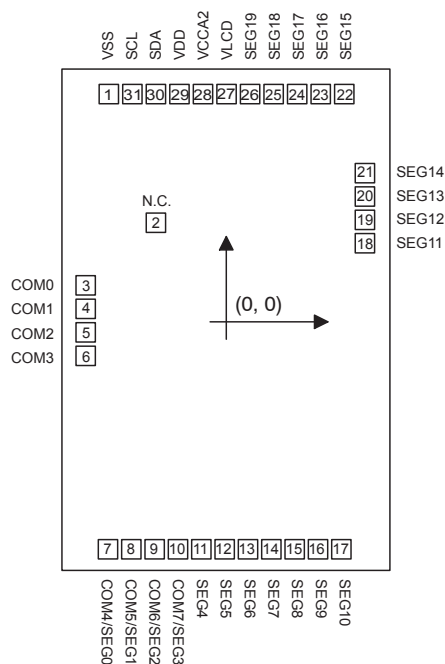 VSS
SCL
SDA
VDD
VCCA2
VLCD
SEG19
SEG18
SEG17
SEG16
SEG15
1 31 30 29 28 27 26 25 24 23 22
21 SEG14
20 SEG13
19 SEG12
18 SEG11
N.C.
2
COM0 3
COM1 4
COM2 5
COM3 6
(0, 0)
7 8 9 10 11 12 13 14 15 16 17
COM4/SEG0
COM5/SEG1
COM6/SEG2
COM7/SEG3
SEG4
SEG5
SEG6
SEG7
SEG8
SEG9
SEG10